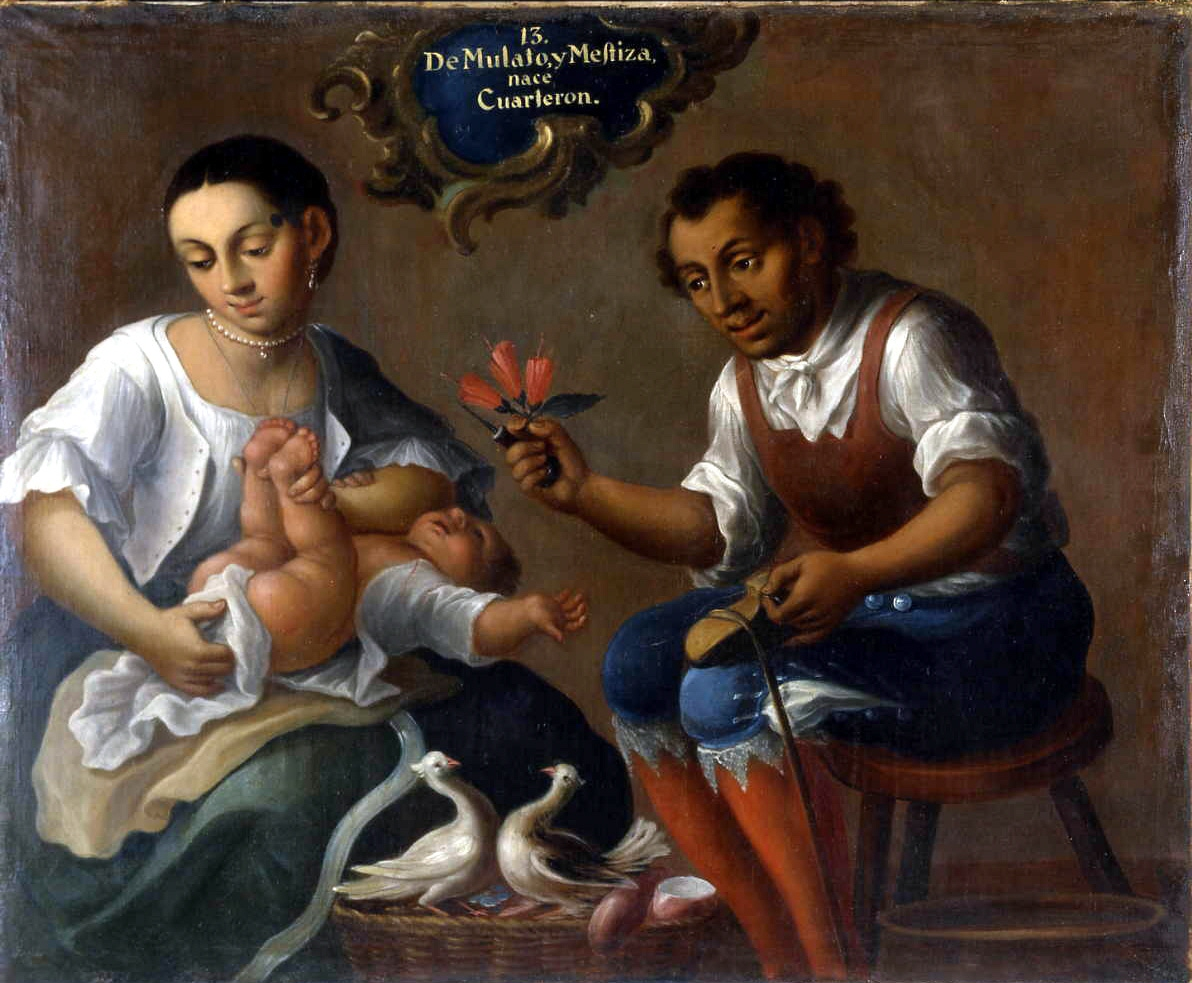 13.
De Mulato, y Meſtiza,
nace
Cuarteron.